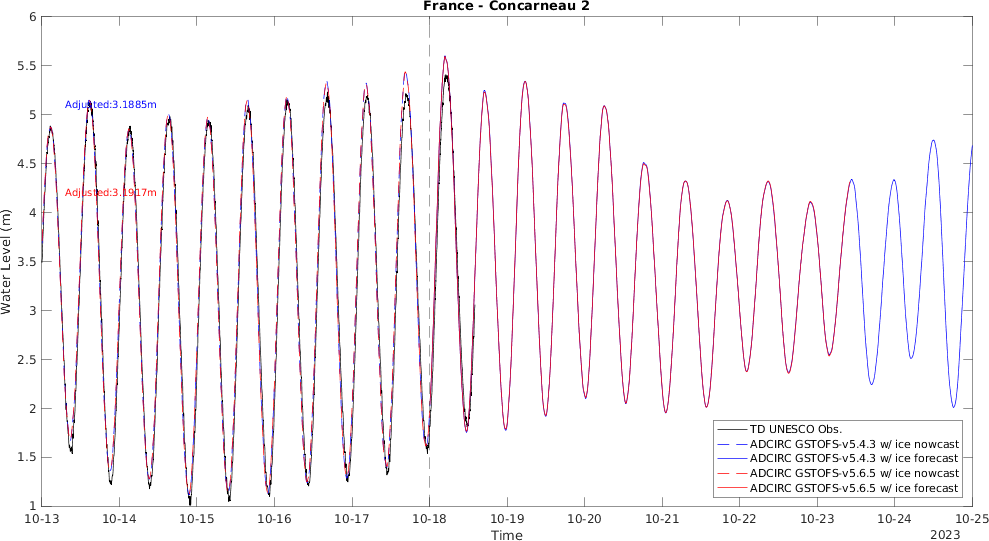 France - Concarneau 2
6
5.5
5
4.5
4
3.5
3
2.5
2
1.5
1
Water Level (m)
Adjusted:3.1885m
Adjusted:3.1917m
TD UNESCO Obs.
ADCIRC GSTOFS-v5.4.3 w/ ice nowcast
ADCIRC GSTOFS-v5.4.3 w/ ice forecast
ADCIRC GSTOFS-v5.6.5 w/ ice nowcast
ADCIRC GSTOFS-v5.6.5 w/ ice forecast
10-13 10-14 10-15 10-16 10-17 10-18 10-19 10-20 10-21 10-22 10-23 10-24 10-25
Time
2023